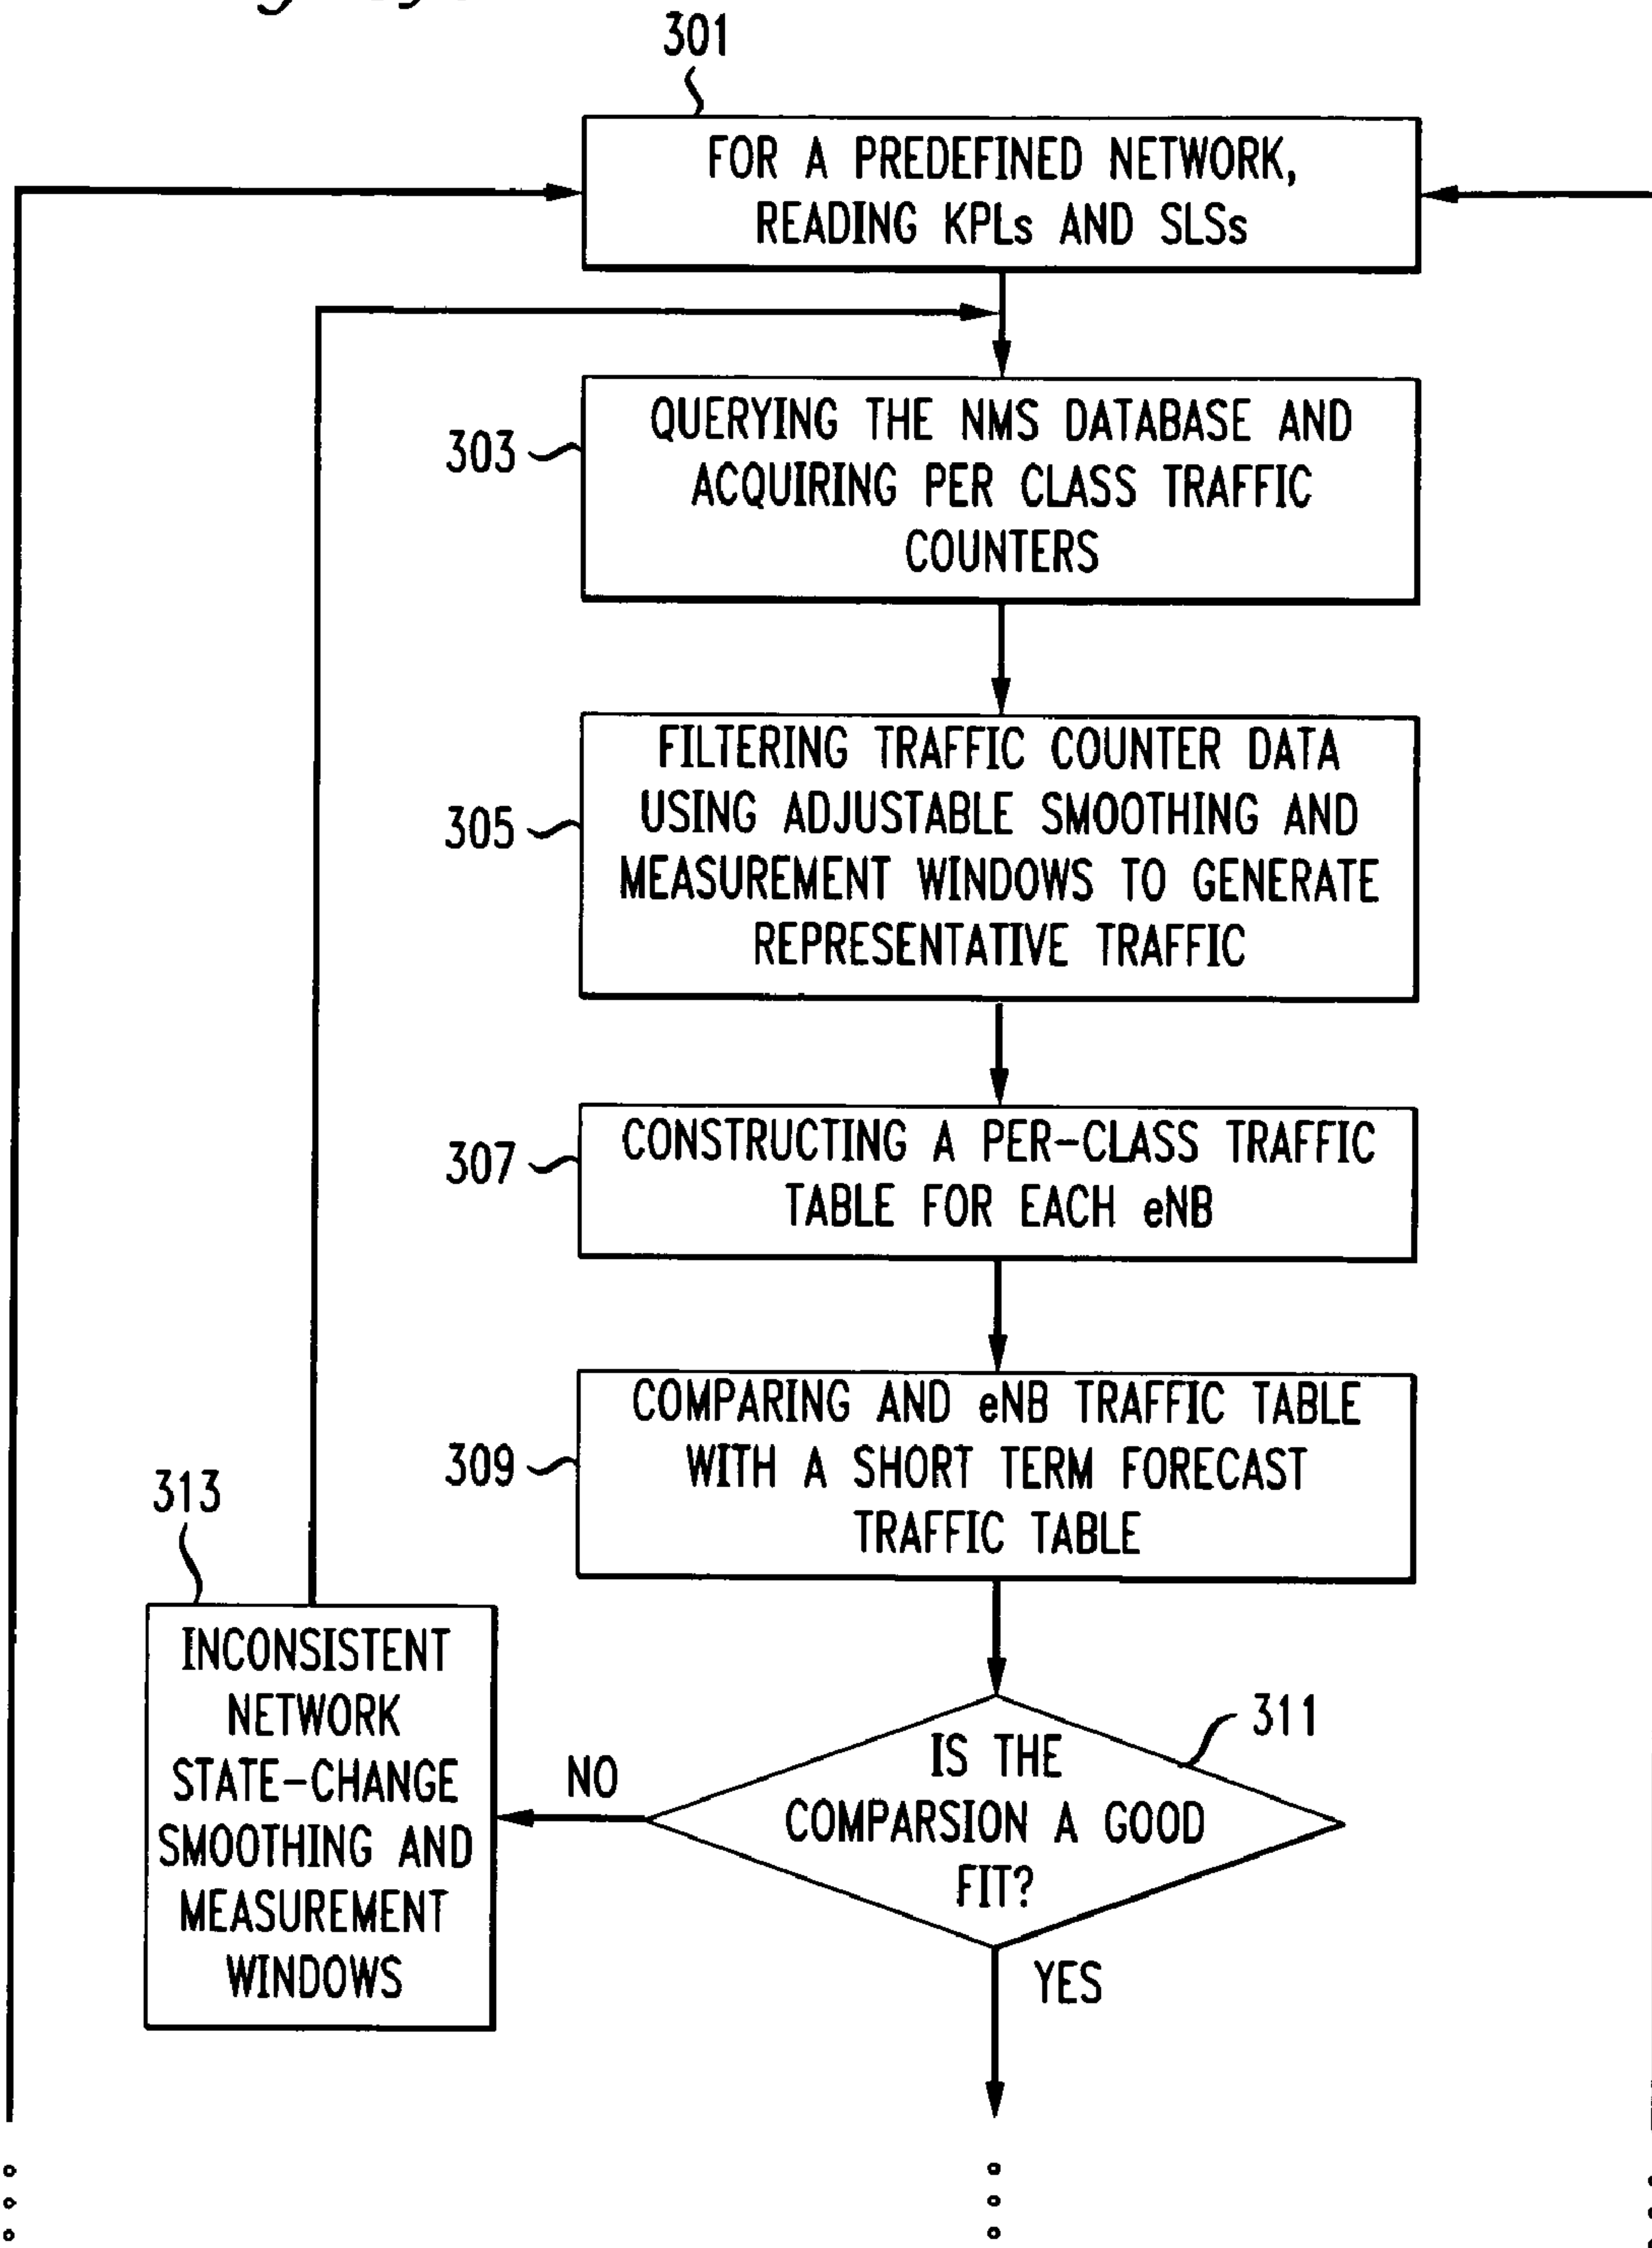 301
FOR A PREDEFINED NETWORK,
READING KPLs AND SLSs
303
QUERYING THE NMS DATABASE AND
ACQUIRING PER CLASS TRAFFIC
COUNTERS
305
FILTERING TRAFFIC COUNTER DATA
USING ADJUSTABLE SMOOTHING AND
MEASUREMENT WINDOWS TO GENERATE
REPRESENTATIVE TRAFFIC
307
CONSTRUCTING A PER-CLASS TRAFFIC
TABLE FOR EACH eNB
309
COMPARING AND eNB TRAFFIC TABLE
WITH A SHORT TERM FORECAST
TRAFFIC TABLE
313
INCONSISTENT
NETWORK
STATE-CHANGE
SMOOTHING AND
MEASUREMENT
WINDOWS
NO
311
IS THE
COMPARSION A GOOD
FIT?
YES